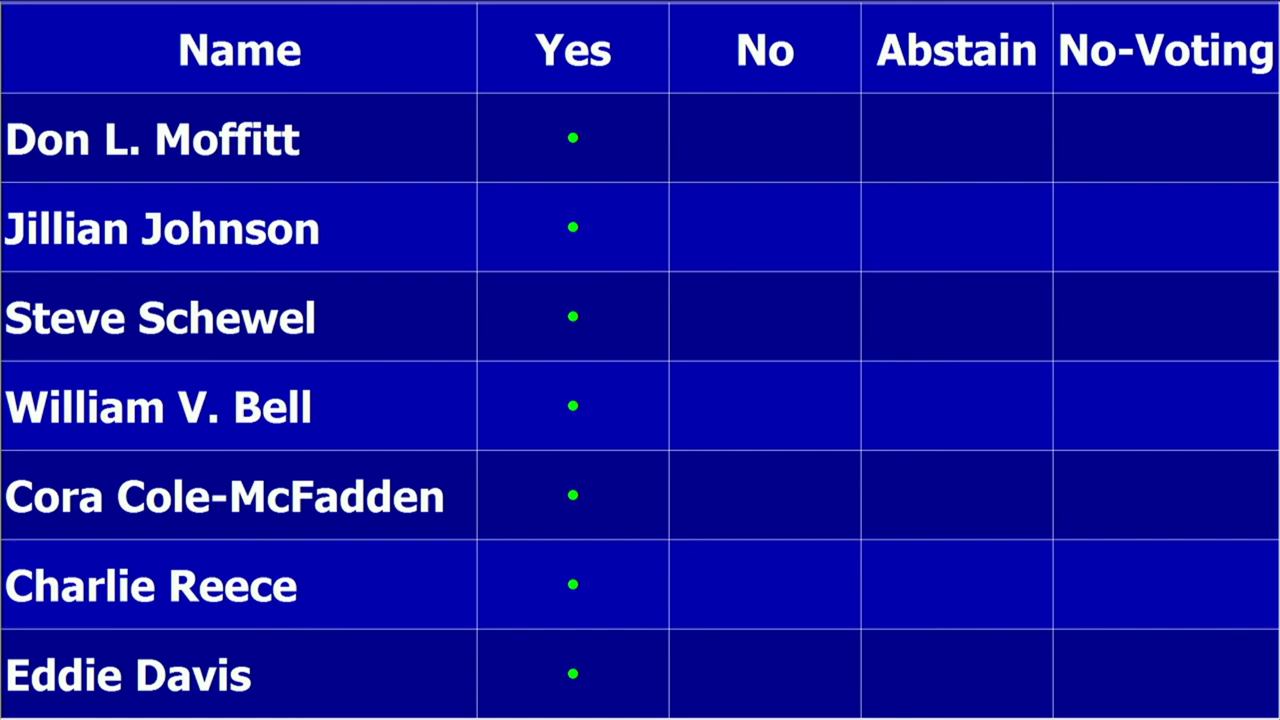 Name Yes No Abstain No-Voting
Don L. Moffitt
Jillian Johnson
Steve Schewel
William V. Bell
Cora Cole-McFadden
Charlie Reece
Eddie Davis